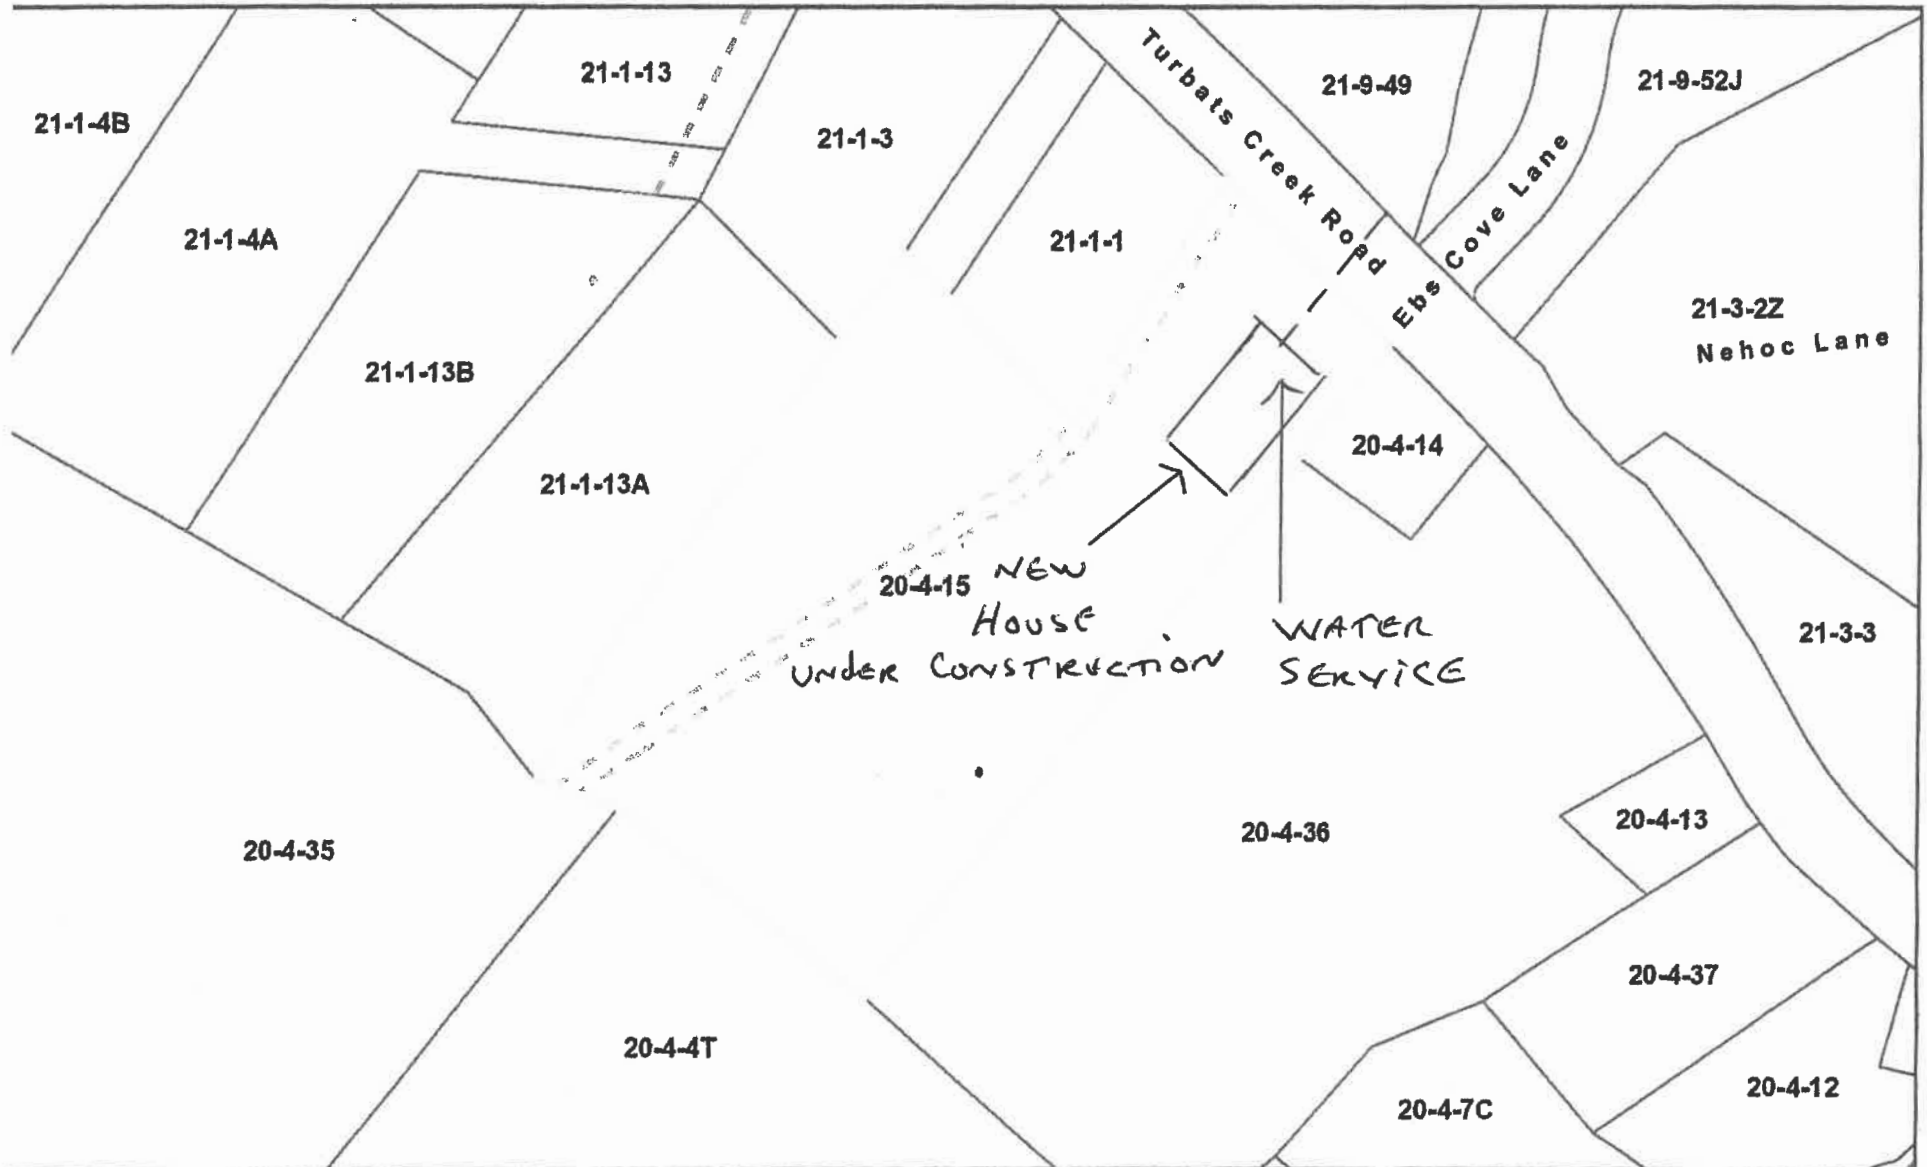 21-1-13
21-9-49
21-9-52J
21-1-4B
21-1-3
Turbats Creek Road
Ebs Cove Lane
21-1-4A
21-1-1
21-3-2Z
Nehoc Lane
21-1-13B
20-4-14
21-1-13A
20-4-15
NEW
HOUSE
UNDER CONSTRUCTION
WATER
SERVICE
21-3-3
20-4-35
20-4-36
20-4-13
20-4-37
20-4-4T
20-4-12
20-4-7C